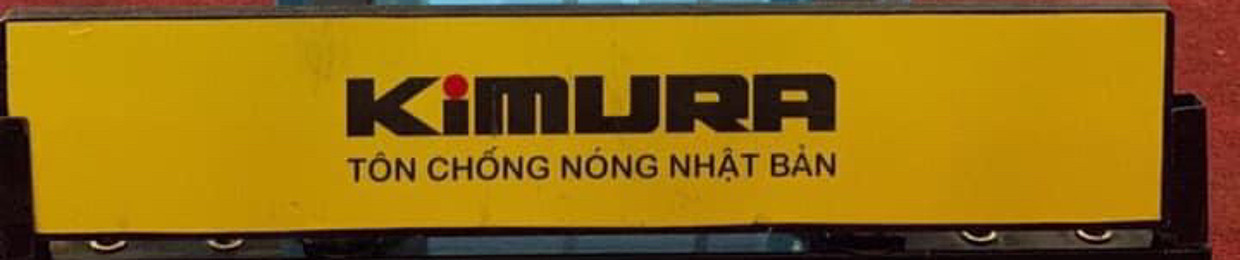 KiMURA
TÔN CHỐNG NÓNG NHẬT BẢN